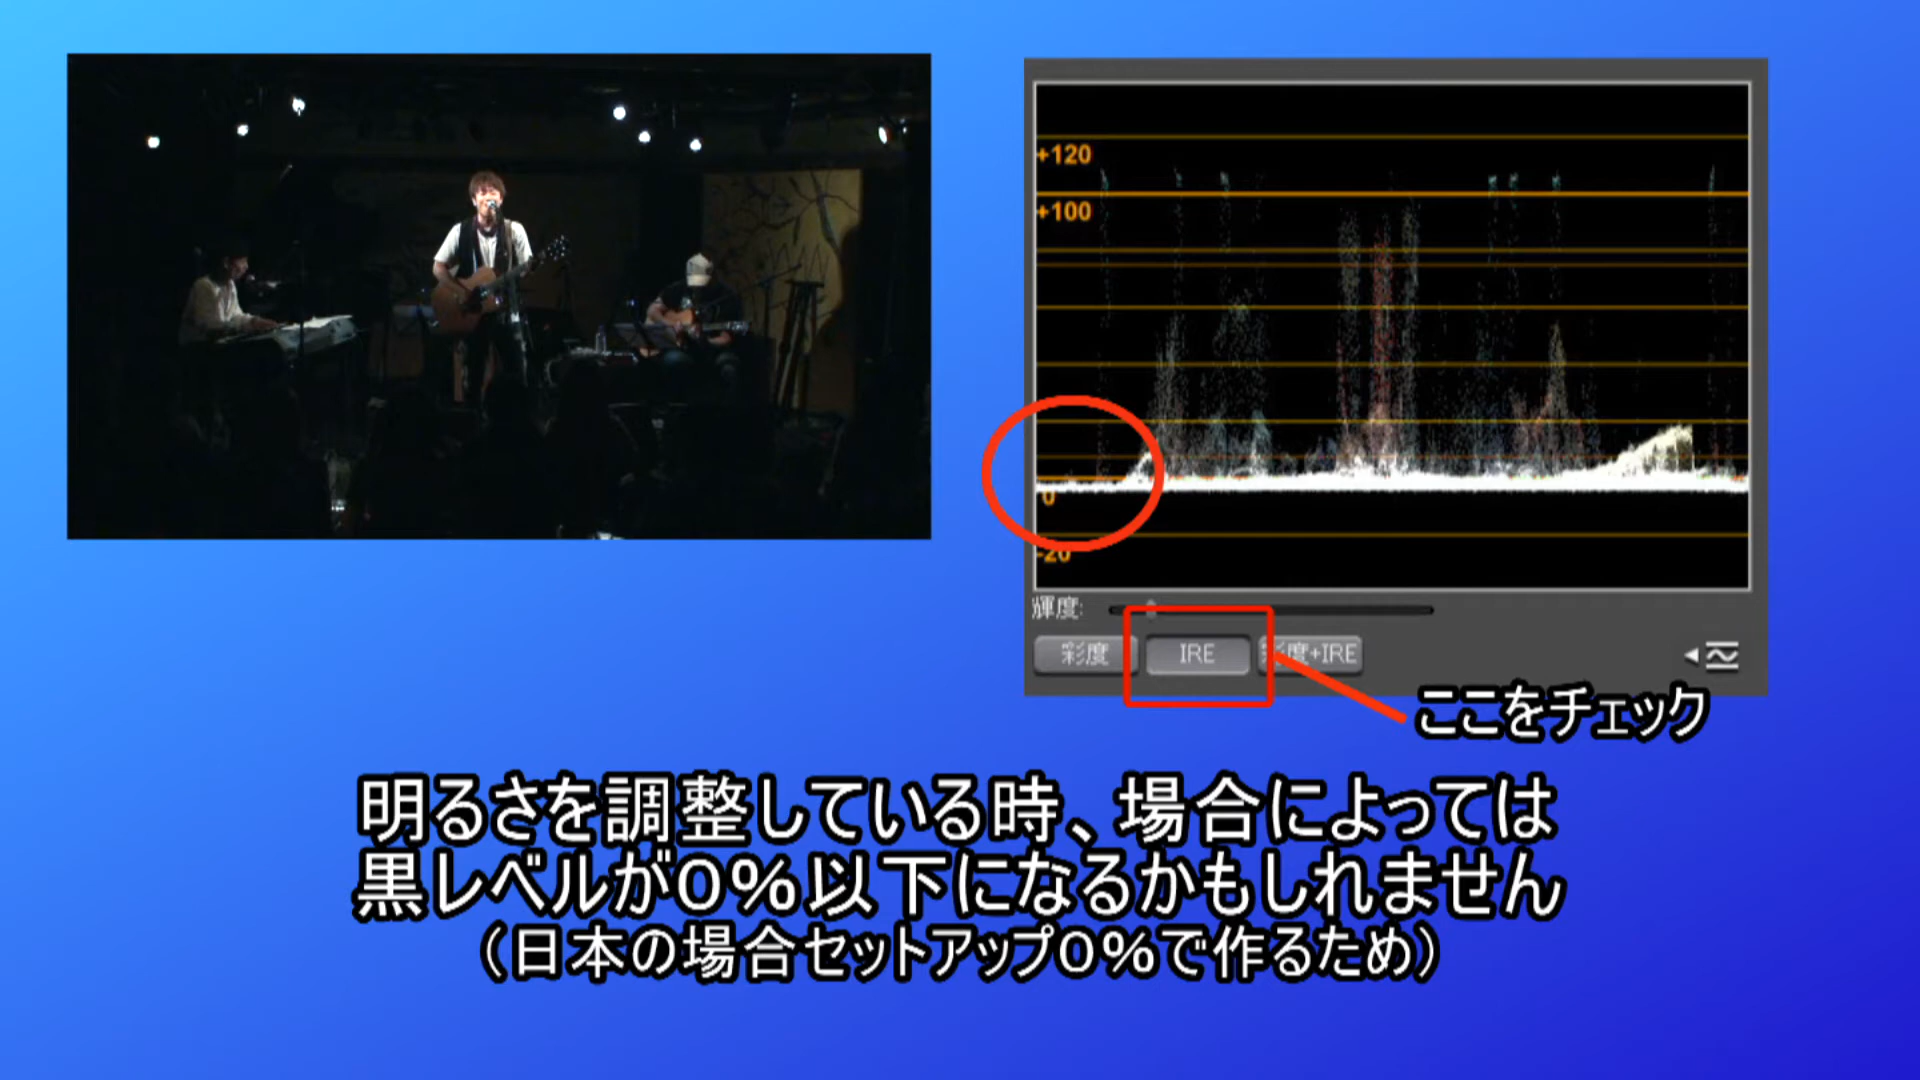 +120
+100
0
-20
輝度:
彩度 IRE 彩度+IRE
ここをチェック
明るさを調整している時、場合によっては
黒レベルが0%以下になるかもしれません
（日本の場合セットアップ0%で作るため）